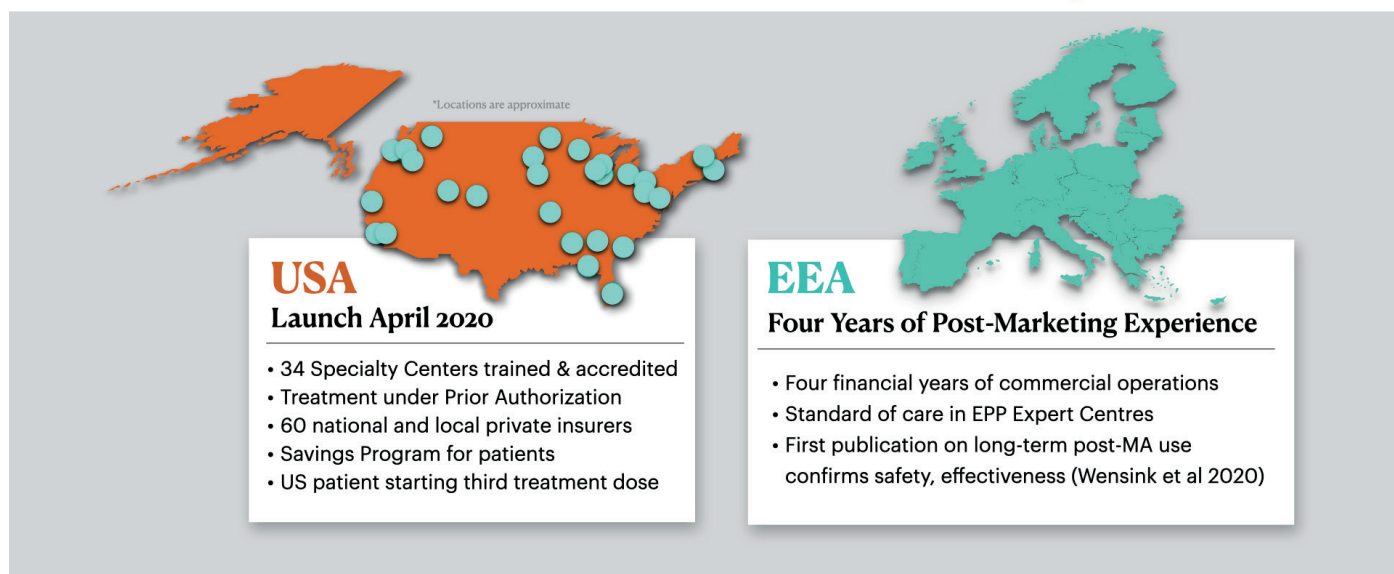 *Locations are approximate
USA
Launch April 2020
• 34 Specialty Centers trained & accredited
• Treatment under Prior Authorization
• 60 national and local private insurers
• Savings Program for patients
• US patient starting third treatment dose
EEA
Four Years of Post-Marketing Experience
• Four financial years of commercial operations
• Standard of care in EPP Expert Centres
• First publication on long-term post-MA use
confirms safety, effectiveness (Wensink et al 2020)